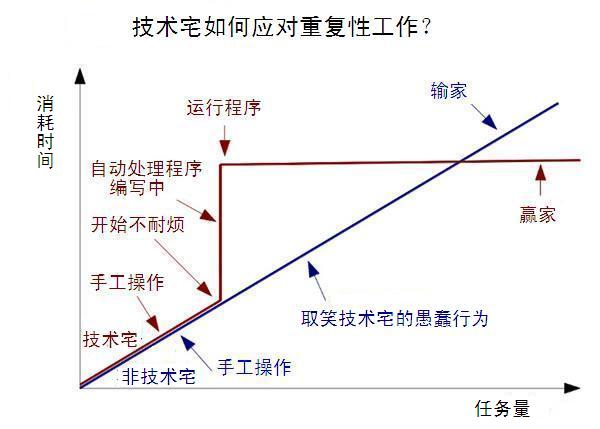 技术宅如何应对重复性工作?
消耗时间
输家
运行程序
自动处理程序
编写中
赢家
开始不耐烦
手工操作
取笑技术宅的愚蠢行为
技术宅
手工操作
非技术宅
任务量